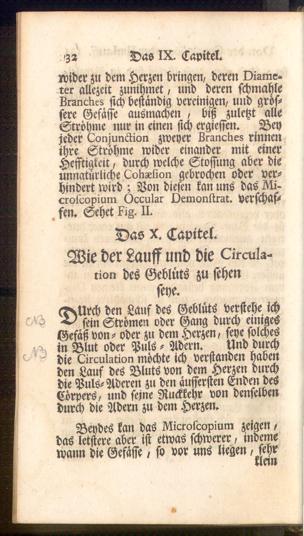 32 Das IX. Capitel.
wider zu dem Herzen bringen, deren Diame-
ter allezeit zunihmet, und deren schmahle
Branches sich beständig vereinigen, und grös-
sere Gefässe ausmachen, biß zuletzt alle
Ströhme nur in einen sich ergiessen. Bey
jeder Conjunction zweyer Branches rinnen
ihre Ströhme wider einander mit einer
Hefftigkeit, durch welche Stossung aber die
unnatürliche Cohæsion gebrochen oder ver-
hindert wird; Von diesen kan uns das Mi-
croscopium Occular Demonstrat. verschaf-
fen. Sehet Fig. II.
Das X. Capitel.
Wie der Lauff und die Circula-
tion des Geblüts zu sehen
seye.
Durch den Lauf des Geblüts verstehe ich
sein Strömen oder Gang durch einiges
Gefäß von- oder zu dem Herzen, seye solches
in Blut oder Puls-Adern. Und durch
die Circulation möchte ich verstanden haben
den Lauf des Bluts von dem Herzen durch
die Puls-Aderen zu den äussersten Enden des
Cörpers, und seine Ruckkehr von denselben
durch die Adern zu dem Herzen.
Beydes kan das Microscopium zeigen,
das letstere aber ist etwas schwerer, indeme
wann die Gefässe, so vor uns liegen, sehr
klein
NB
NB